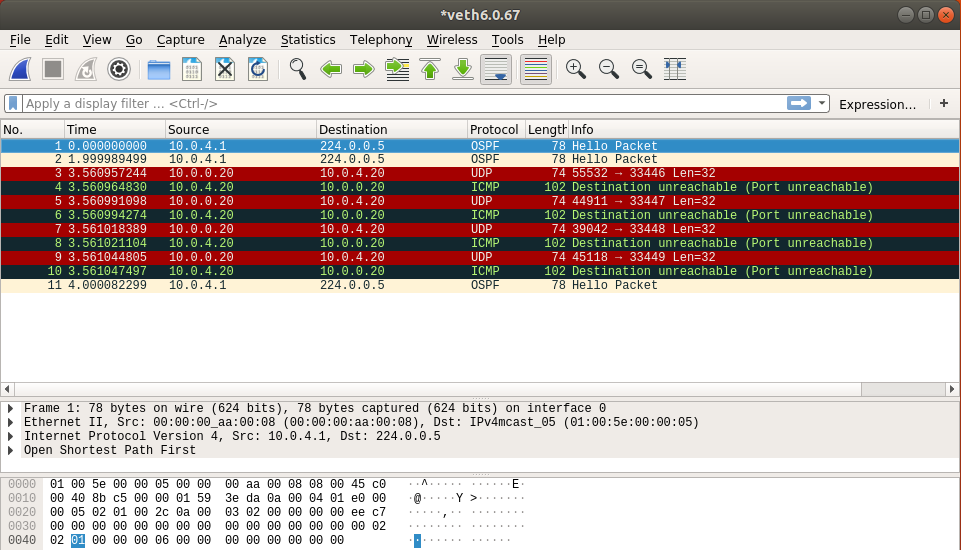 *veth6.0.67
File Edit View Go Capture Analyze Statistics Telephony Wireless Tools Help
Apply a display filter ... <Ctrl-/> Expression... +
No. Time Source Destination Protocol Length Info
1 0.000000000 10.0.4.1 224.0.0.5 OSPF 78 Hello Packet
2 1.999989499 10.0.4.1 224.0.0.5 OSPF 78 Hello Packet
3 3.560957244 10.0.0.20 10.0.4.20 UDP 74 55532 → 33446 Len=32
4 3.560964830 10.0.4.20 10.0.0.20 ICMP 102 Destination unreachable (Port unreachable)
5 3.560991098 10.0.0.20 10.0.4.20 UDP 74 44911 → 33447 Len=32
6 3.560994274 10.0.4.20 10.0.0.20 ICMP 102 Destination unreachable (Port unreachable)
7 3.561018389 10.0.0.20 10.0.4.20 UDP 74 39042 → 33448 Len=32
8 3.561021104 10.0.4.20 10.0.0.20 ICMP 102 Destination unreachable (Port unreachable)
9 3.561044805 10.0.0.20 10.0.4.20 UDP 74 45118 → 33449 Len=32
10 3.561047497 10.0.4.20 10.0.0.20 ICMP 102 Destination unreachable (Port unreachable)
11 4.000082299 10.0.4.1 224.0.0.5 OSPF 78 Hello Packet
Frame 1: 78 bytes on wire (624 bits), 78 bytes captured (624 bits) on interface 0
Ethernet II, Src: 00:00:00_aa:00:08 (00:00:00:aa:00:08), Dst: IPv4mcast_05 (01:00:5e:00:00:05)
Internet Protocol Version 4, Src: 10.0.4.1, Dst: 224.0.0.5
Open Shortest Path First
0000 01 00 5e 00 00 05 00 00 00 aa 00 08 08 00 45 c0 ··^····· ······E·
0010 00 40 8b c5 00 00 01 59 3e da 0a 00 04 01 e0 00 ·@·····Y >·······
0020 00 05 02 01 00 2c 0a 00 03 02 00 00 00 00 ee c7 ·····,·· ········
0030 00 00 00 00 00 00 00 00 00 00 00 00 00 00 00 02 ········ ········
0040 02 01 00 00 00 06 00 00 00 00 00 00 00 00 ········ ······